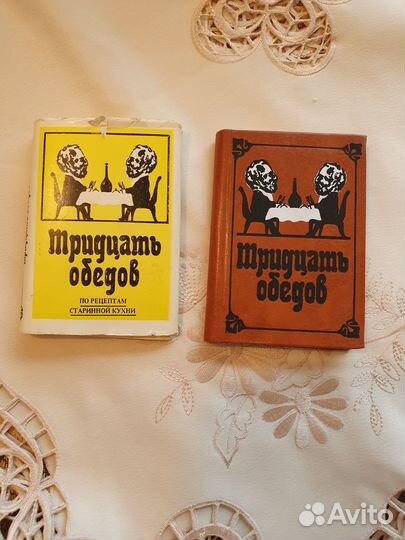 Тридцать
обедов
ПО РЕЦЕПТАМ
СТАРИННОЙ КУХНИ
Тридцать
обедов
Avito